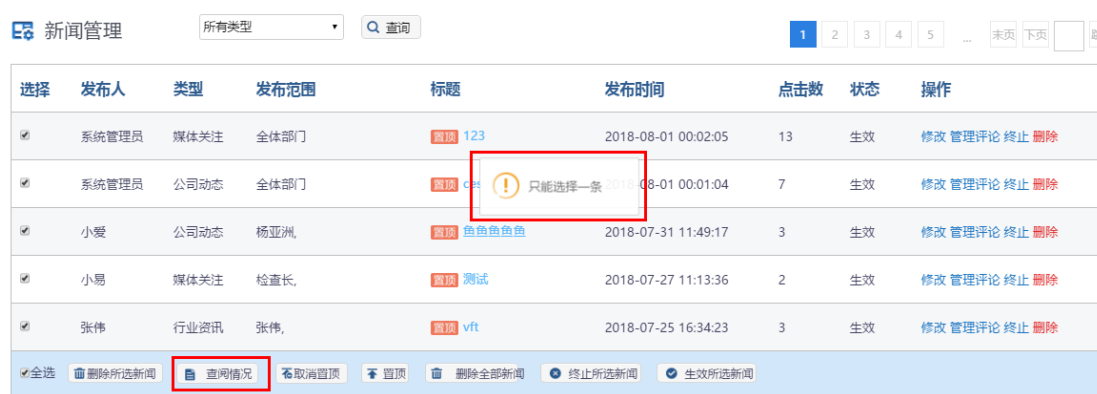 新闻管理 所有类型 查询 1 2 3 4 5 ... 末页 下页
选择 发布人 类型 发布范围 标题 发布时间 点击数 状态 操作
系统管理员 媒体关注 全体部门 置顶 123 2018-08-01 00:02:05 13 生效 修改 管理评论 终止 删除
系统管理员 公司动态 全体部门 置顶 ces 2018-08-01 00:01:04 7 生效 修改 管理评论 终止 删除
只能选择一条
小爱 公司动态 杨亚洲, 置顶 鱼鱼鱼鱼鱼 2018-07-31 11:49:17 3 生效 修改 管理评论 终止 删除
小易 媒体关注 检查长, 置顶 测试 2018-07-27 11:13:36 2 生效 修改 管理评论 终止 删除
张伟 行业资讯 张伟, 置顶 vft 2018-07-25 16:34:23 3 生效 修改 管理评论 终止 删除
全选 删除所选新闻 查阅情况 取消置顶 置顶 删除全部新闻 终止所选新闻 生效所选新闻